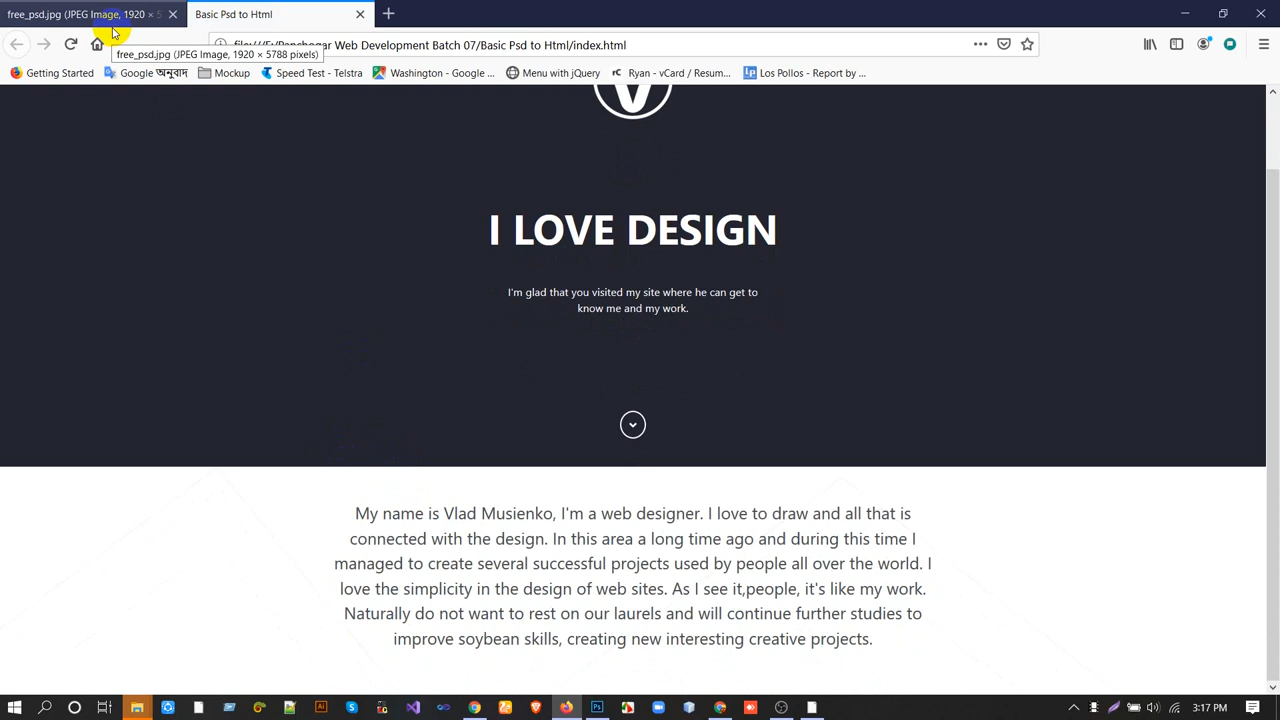 free_psd.jpg (JPEG Image, 1920 × 5
Basic Psd to Html
file:///F:/Panchogar Web Development Batch 07/Basic Psd to Html/index.html
free_psd.jpg (JPEG Image, 1920 × 5788 pixels)
Getting Started
Google অনুবাদ
Mockup
Speed Test - Telstra
Washington - Google ...
Menu with jQuery
rC Ryan - vCard / Resum...
Lp Los Pollos - Report by ...
V
I LOVE DESIGN
I'm glad that you visited my site where he can get to
know me and my work.
My name is Vlad Musienko, I'm a web designer. I love to draw and all that is
connected with the design. In this area a long time ago and during this time I
managed to create several successful projects used by people all over the world. I
love the simplicity in the design of web sites. As I see it,people, it's like my work.
Naturally do not want to rest on our laurels and will continue further studies to
improve soybean skills, creating new interesting creative projects.
Ai
Ps
3:17 PM